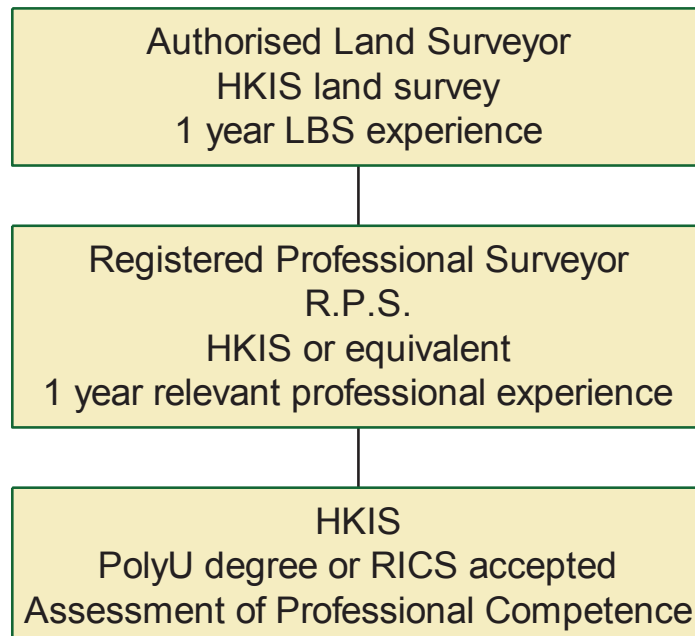 Authorised Land Surveyor
HKIS land survey
1 year LBS experience
Registered Professional Surveyor
R.P.S.
HKIS or equivalent
1 year relevant professional experience
HKIS
PolyU degree or RICS accepted
Assessment of Professional Competence